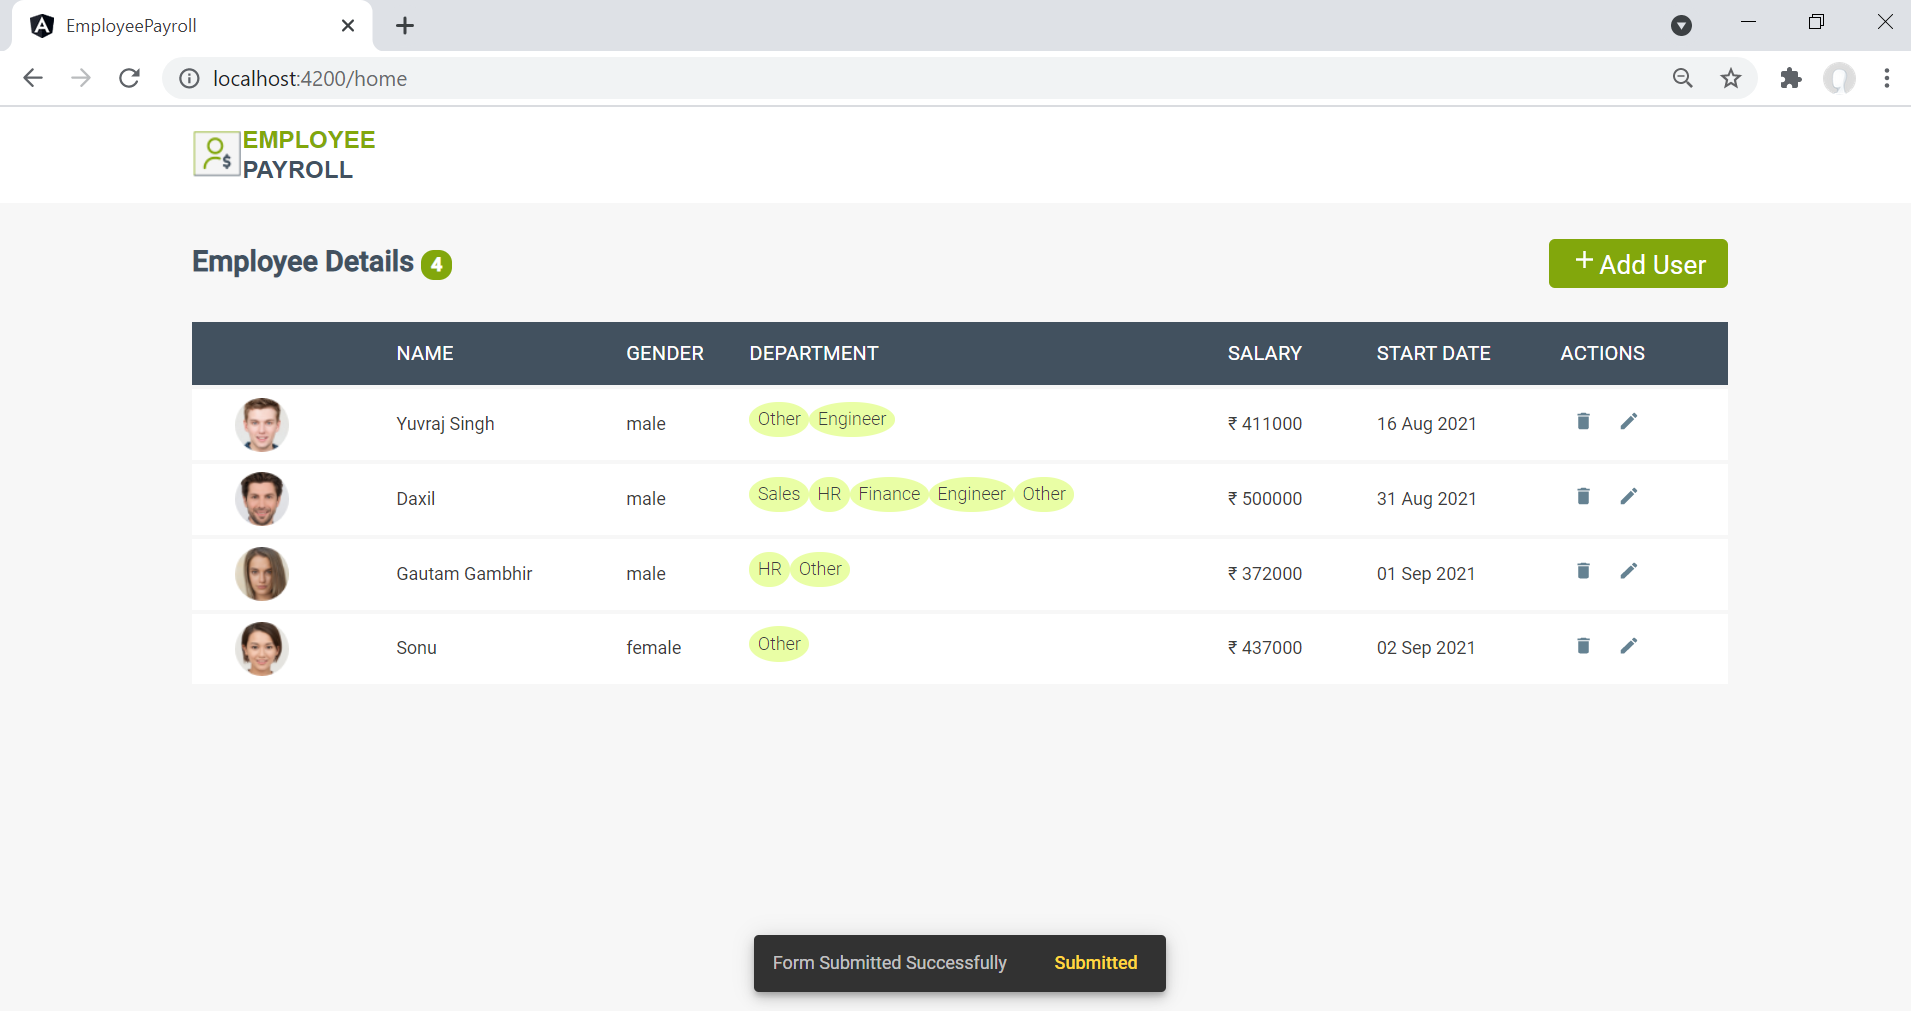 EmployeePayroll
localhost:4200/home
EMPLOYEE
PAYROLL
Employee Details 4
Add User
NAME GENDER DEPARTMENT SALARY START DATE ACTIONS
Yuvraj Singh male Other Engineer ₹ 411000 16 Aug 2021
Daxil male Sales HR Finance Engineer Other ₹ 500000 31 Aug 2021
Gautam Gambhir male HR Other ₹ 372000 01 Sep 2021
Sonu female Other ₹ 437000 02 Sep 2021
Form Submitted Successfully Submitted